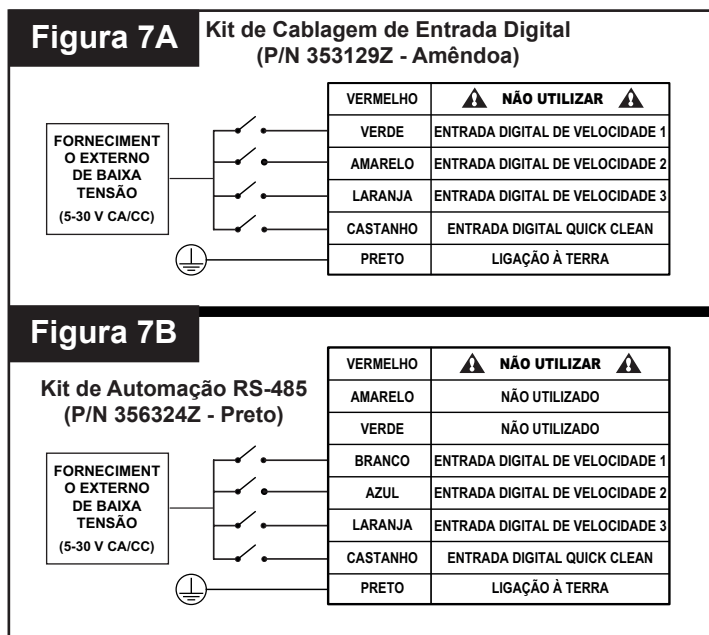 Figura 7A
Kit de Cablagem de Entrada Digital
(P/N 353129Z - Amêndoa)
FORNECIMENT
O EXTERNO
DE BAIXA
TENSÃO
(5-30 V CA/CC)
VERMELHO NÃO UTILIZAR
VERDE ENTRADA DIGITAL DE VELOCIDADE 1
AMARELO ENTRADA DIGITAL DE VELOCIDADE 2
LARANJA ENTRADA DIGITAL DE VELOCIDADE 3
CASTANHO ENTRADA DIGITAL QUICK CLEAN
PRETO LIGAÇÃO À TERRA
Figura 7B
Kit de Automação RS-485
(P/N 356324Z - Preto)
FORNECIMENT
O EXTERNO
DE BAIXA
TENSÃO
(5-30 V CA/CC)
VERMELHO NÃO UTILIZAR
AMARELO NÃO UTILIZADO
VERDE NÃO UTILIZADO
BRANCO ENTRADA DIGITAL DE VELOCIDADE 1
AZUL ENTRADA DIGITAL DE VELOCIDADE 2
LARANJA ENTRADA DIGITAL DE VELOCIDADE 3
CASTANHO ENTRADA DIGITAL QUICK CLEAN
PRETO LIGAÇÃO À TERRA